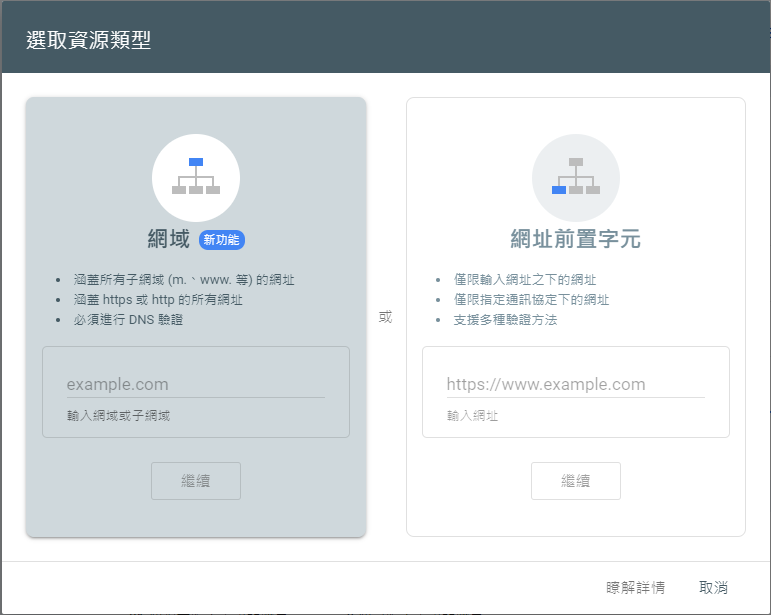 選取資源類型
網域 新功能
涵蓋所有子網域 (m.、www. 等) 的網址
涵蓋 https 或 http 的所有網址
必須進行 DNS 驗證
example.com
輸入網域或子網域
繼續
或
網址前置字元
僅限輸入網址之下的網址
僅限指定通訊協定下的網址
支援多種驗證方法
https://www.example.com
輸入網址
繼續
瞭解詳情 取消